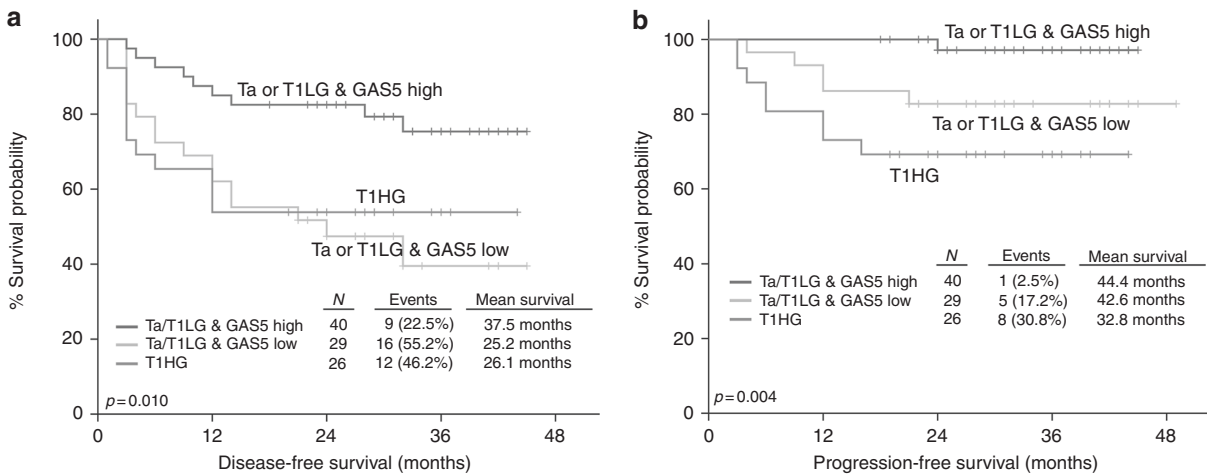 a
100
80
60
40
20
0
% Survival probability
Ta or T1LG & GAS5 high
T1HG
Ta or T1LG & GAS5 low
N Events Mean survival
Ta/T1LG & GAS5 high 40 9 (22.5%) 37.5 months
Ta/T1LG & GAS5 low 29 16 (55.2%) 25.2 months
T1HG 26 12 (46.2%) 26.1 months
p=0.010
0 12 24 36 48
Disease-free survival (months)
b
100
80
60
40
20
0
% Survival probability
Ta or T1LG & GAS5 high
Ta or T1LG & GAS5 low
T1HG
N Events Mean survival
Ta/T1LG & GAS5 high 40 1 (2.5%) 44.4 months
Ta/T1LG & GAS5 low 29 5 (17.2%) 42.6 months
T1HG 26 8 (30.8%) 32.8 months
p=0.004
0 12 24 36 48
Progression-free survival (months)